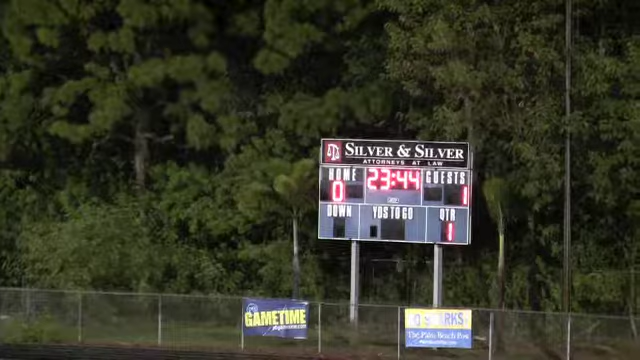 SILVER & SILVER
ATTORNEYS AT LAW
HOME 23:44 GUESTS
0 1
DOWN YDS TO GO QTR
1
GAMETIME
The Palm Beach Post